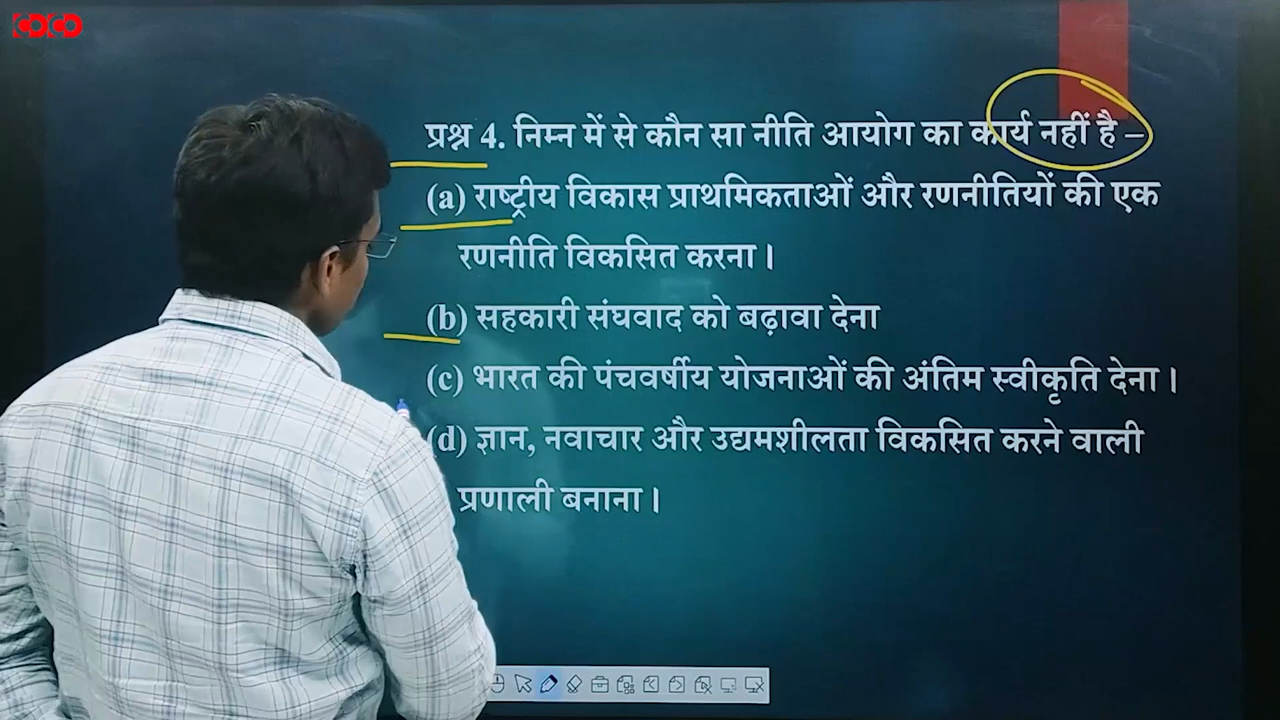 COCO
प्रश्न 4. निम्न में से कौन सा नीति आयोग का कार्य नहीं है –
(a) राष्ट्रीय विकास प्राथमिकताओं और रणनीतियों की एक
रणनीति विकसित करना।
(b) सहकारी संघवाद को बढ़ावा देना
(c) भारत की पंचवर्षीय योजनाओं की अंतिम स्वीकृति देना।
(d) ज्ञान, नवाचार और उद्यमशीलता विकसित करने वाली
प्रणाली बनाना।